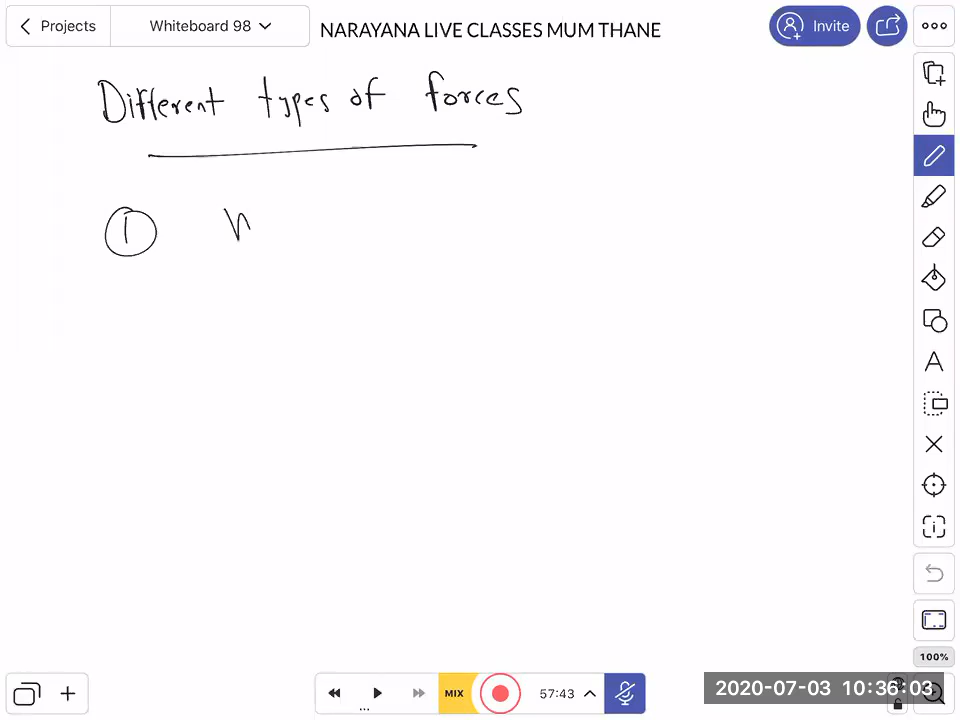 Projects Whiteboard 98 NARAYANA LIVE CLASSES MUM THANE Invite
Different types of forces
1
A
100%
MIX 57:43 2020-07-03 10:36:03